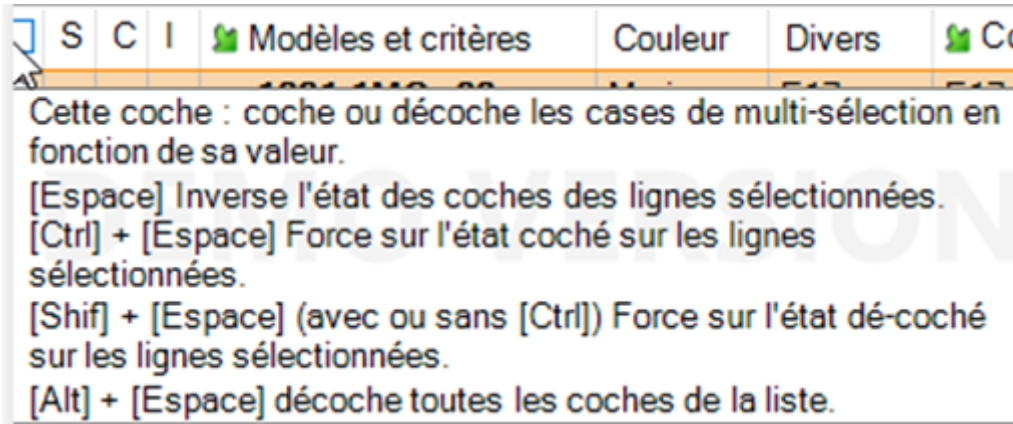 S C I Modèles et critères Couleur Divers Co
Cette coche : coche ou décoche les cases de multi-sélection en
fonction de sa valeur.
[Espace] Inverse l'état des coches des lignes sélectionnées.
[Ctrl] + [Espace] Force sur l'état coché sur les lignes
sélectionnées.
[Shif] + [Espace] (avec ou sans [Ctrl]) Force sur l'état dé-coché
sur les lignes sélectionnées.
[Alt] + [Espace] décoche toutes les coches de la liste.
DEMO VERSION